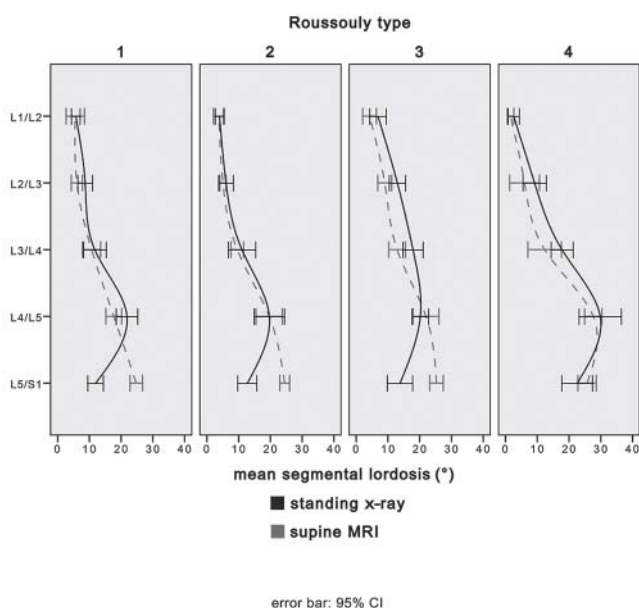 Roussouly type
1 2 3 4
L1/L2
L2/L3
L3/L4
L4/L5
L5/S1
0 10 20 30 40 0 10 20 30 40 0 10 20 30 40 0 10 20 30 40
mean segmental lordosis (°)
standing x-ray
supine MRI
error bar: 95% CI